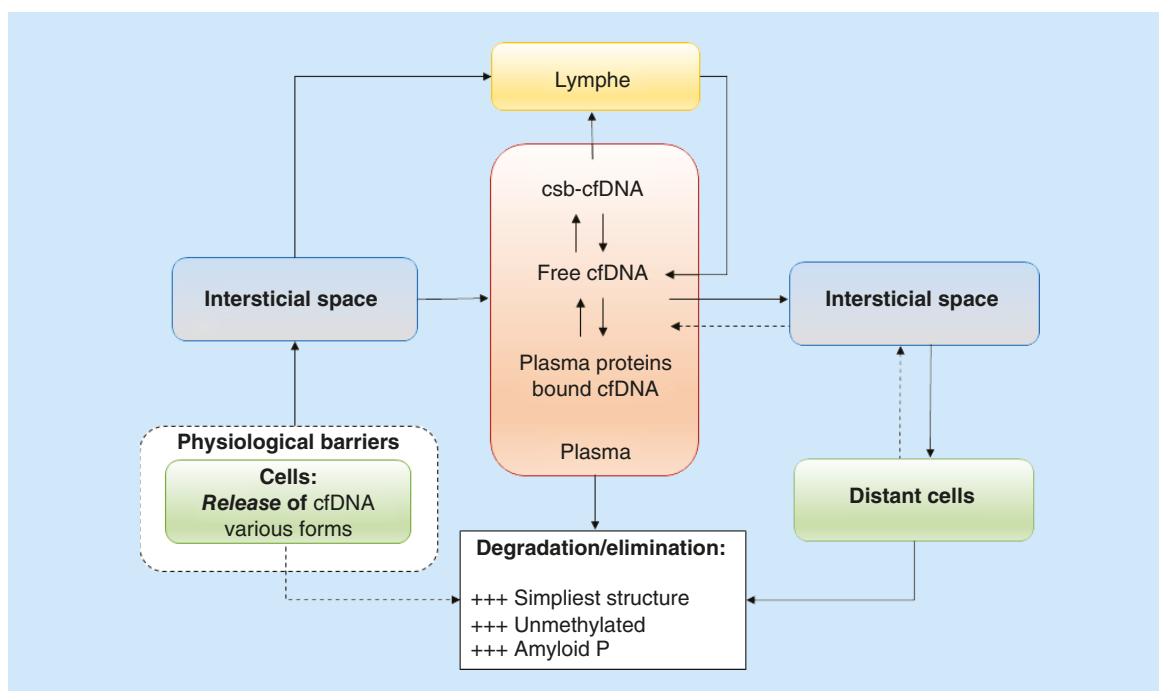 Lymphe
csb-cfDNA
Free cfDNA
Plasma proteins
bound cfDNA
Plasma
Intersticial space
Intersticial space
Physiological barriers
Cells:
Release of cfDNA
various forms
Distant cells
Degradation/elimination:
+++ Simpliest structure
+++ Unmethylated
+++ Amyloid P